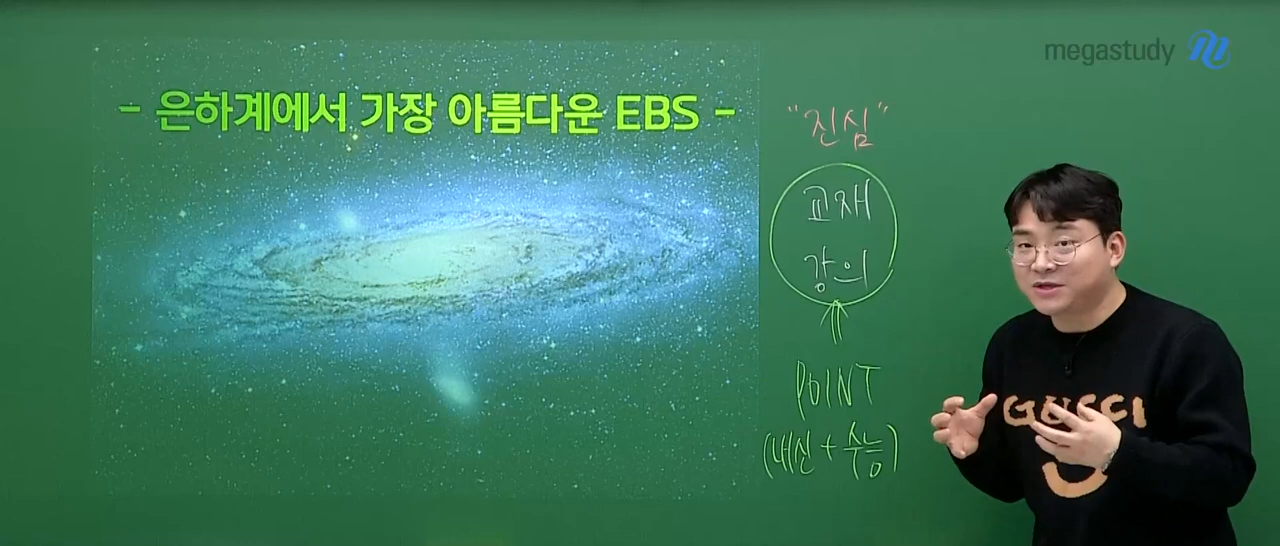 megastudy
- 은하계에서 가장 아름다운 EBS -
"진심"
교재
강의
POINT
(내신 + 수능)
GUCCI